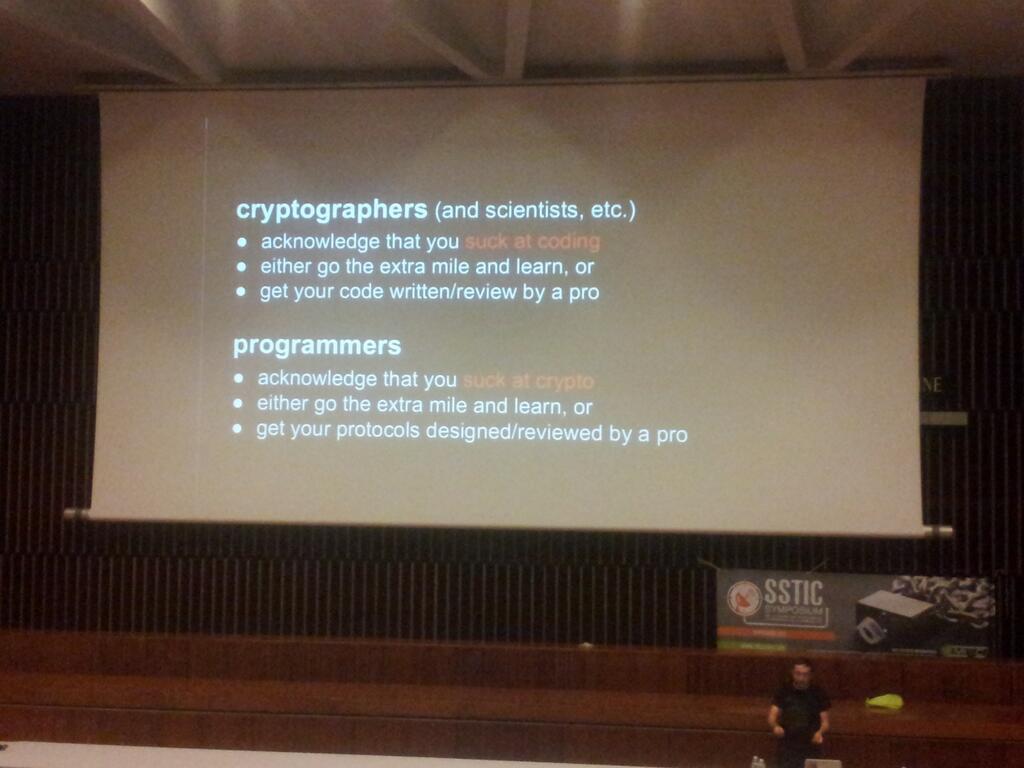 cryptographers (and scientists, etc.)
● acknowledge that you suck at coding
● either go the extra mile and learn, or
● get your code written/review by a pro
programmers
● acknowledge that you suck at crypto
● either go the extra mile and learn, or
● get your protocols designed/reviewed by a pro
NE
SSTIC
SYMPOSIUM